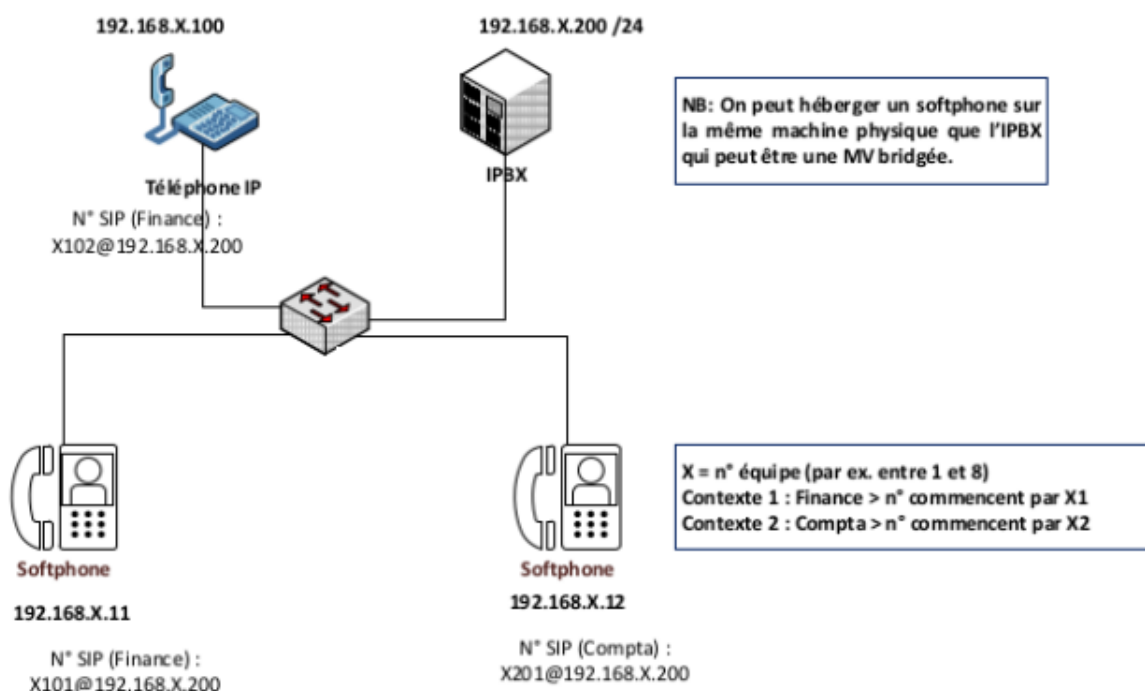 192.168.X.100
192.168.X.200 /24
NB: On peut héberger un softphone sur
la même machine physique que l'IPBX
qui peut être une MV bridgée.
IPBX
Téléphone IP
N° SIP (Finance) :
X102@192.168.X.200
X = n° équipe (par ex. entre 1 et 8)
Contexte 1 : Finance > n° commencent par X1
Contexte 2 : Compta > n° commencent par X2
Softphone
192.168.X.11
N° SIP (Finance) :
X101@192.168.X.200
Softphone
192.168.X.12
N° SIP (Compta) :
X201@192.168.X.200